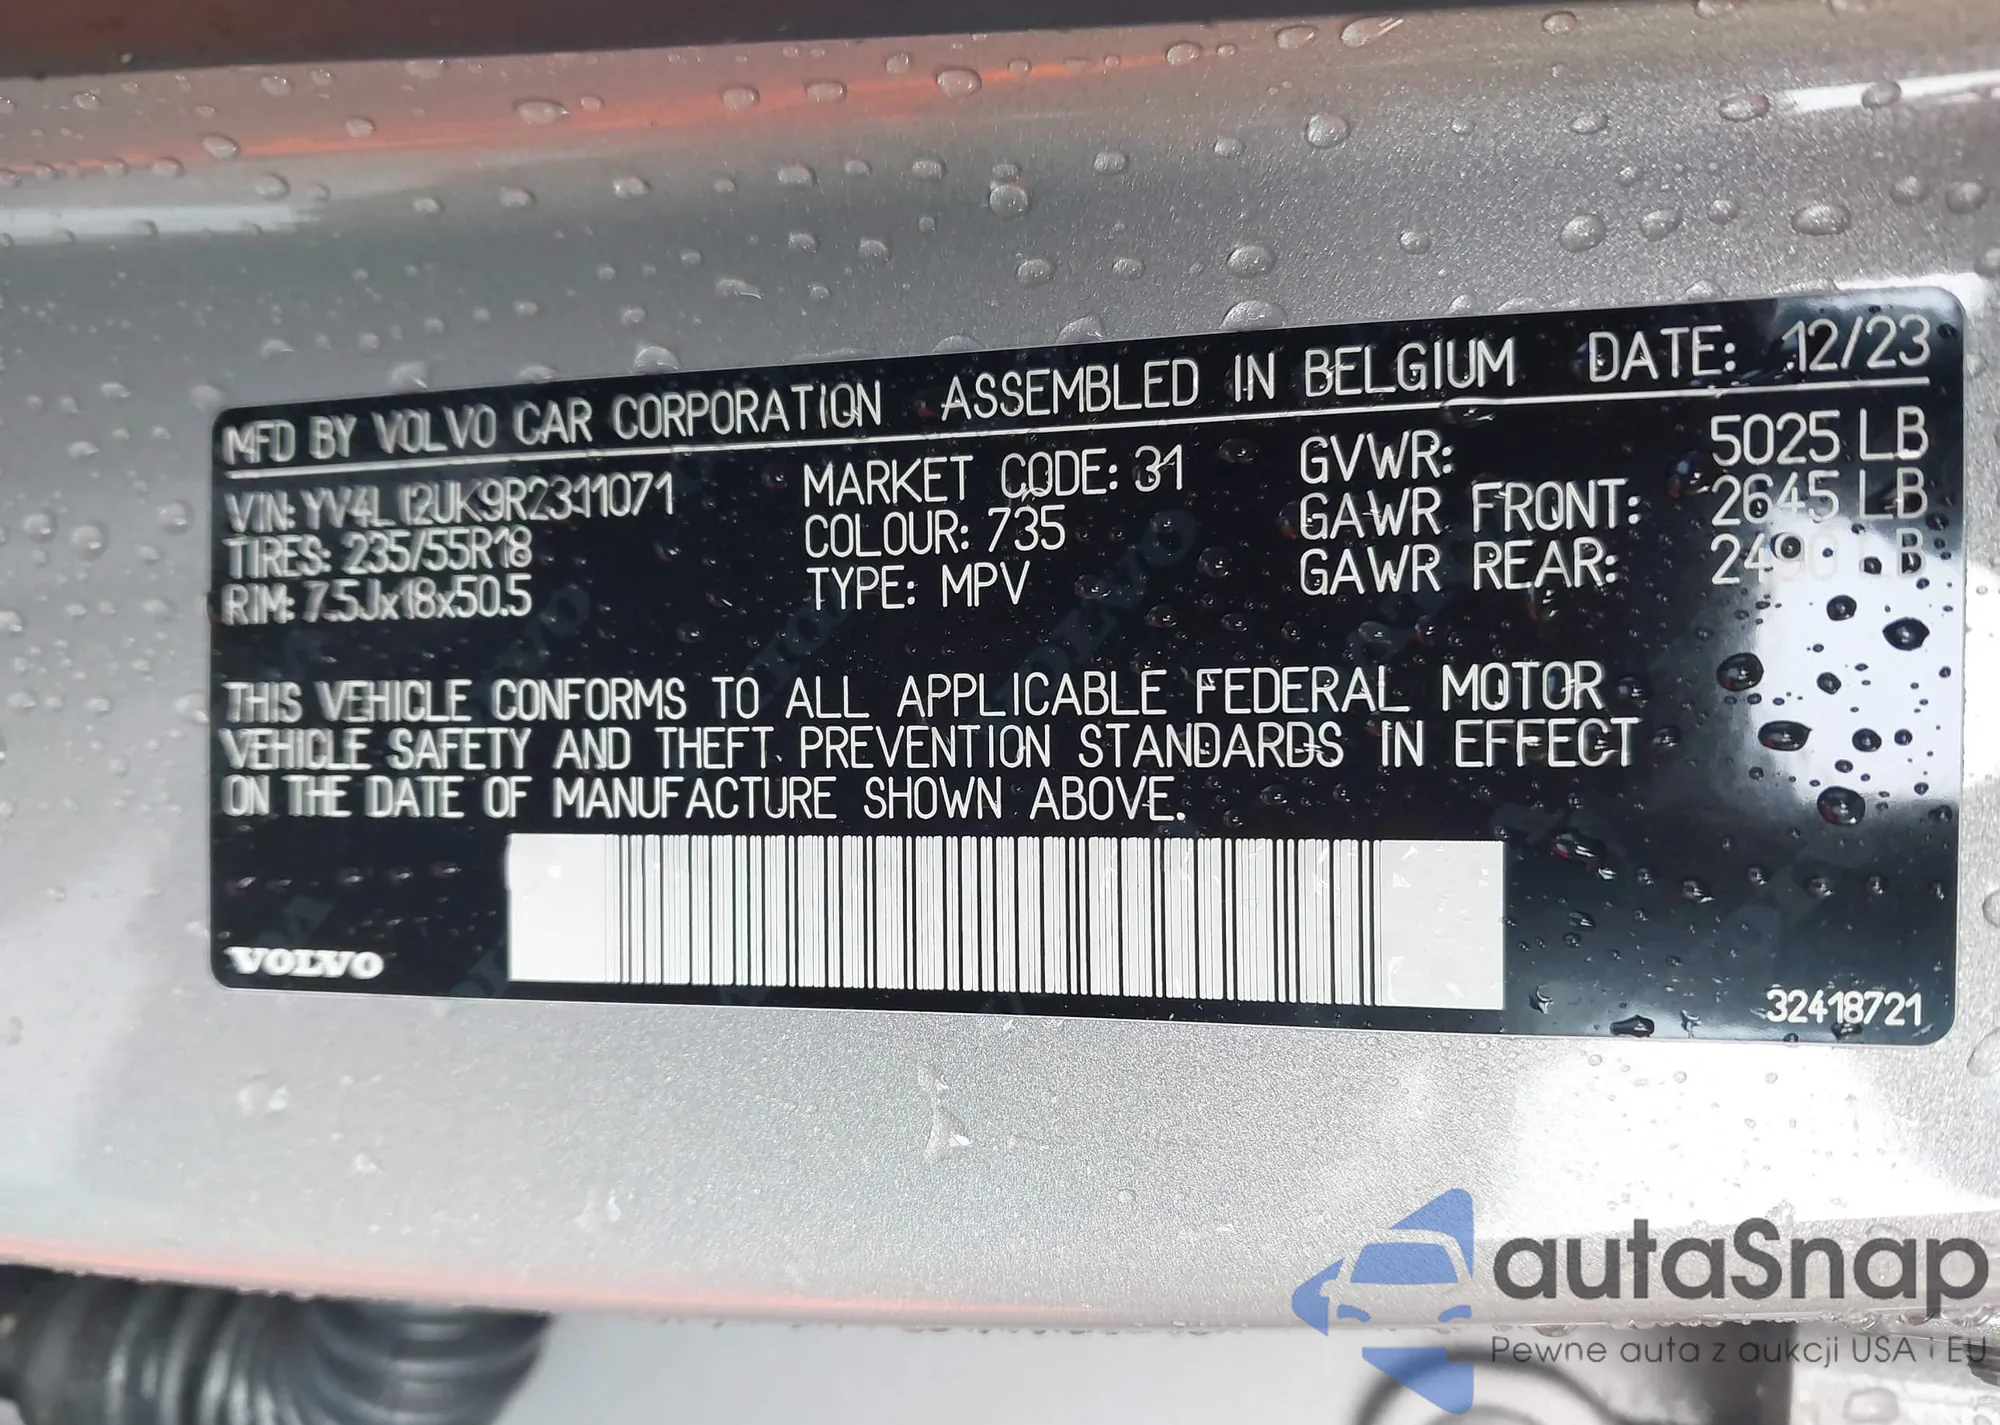 MFD BY VOLVO CAR CORPORATION ASSEMBLED IN BELGIUM DATE: 12/23
VIN: YV4L12UK9R2311071 MARKET CODE: 31 GVWR: 5025 LB
TIRES: 235/55R18 COLOUR: 735 GAWR FRONT: 2645 LB
RIM: 7.5Jx18x50.5 TYPE: MPV GAWR REAR: 2490 LB
THIS VEHICLE CONFORMS TO ALL APPLICABLE FEDERAL MOTOR
VEHICLE SAFETY AND THEFT PREVENTION STANDARDS IN EFFECT
ON THE DATE OF MANUFACTURE SHOWN ABOVE.
VOLVO
32418721
autaSnap
Pewne auta z aukcji USA i EU